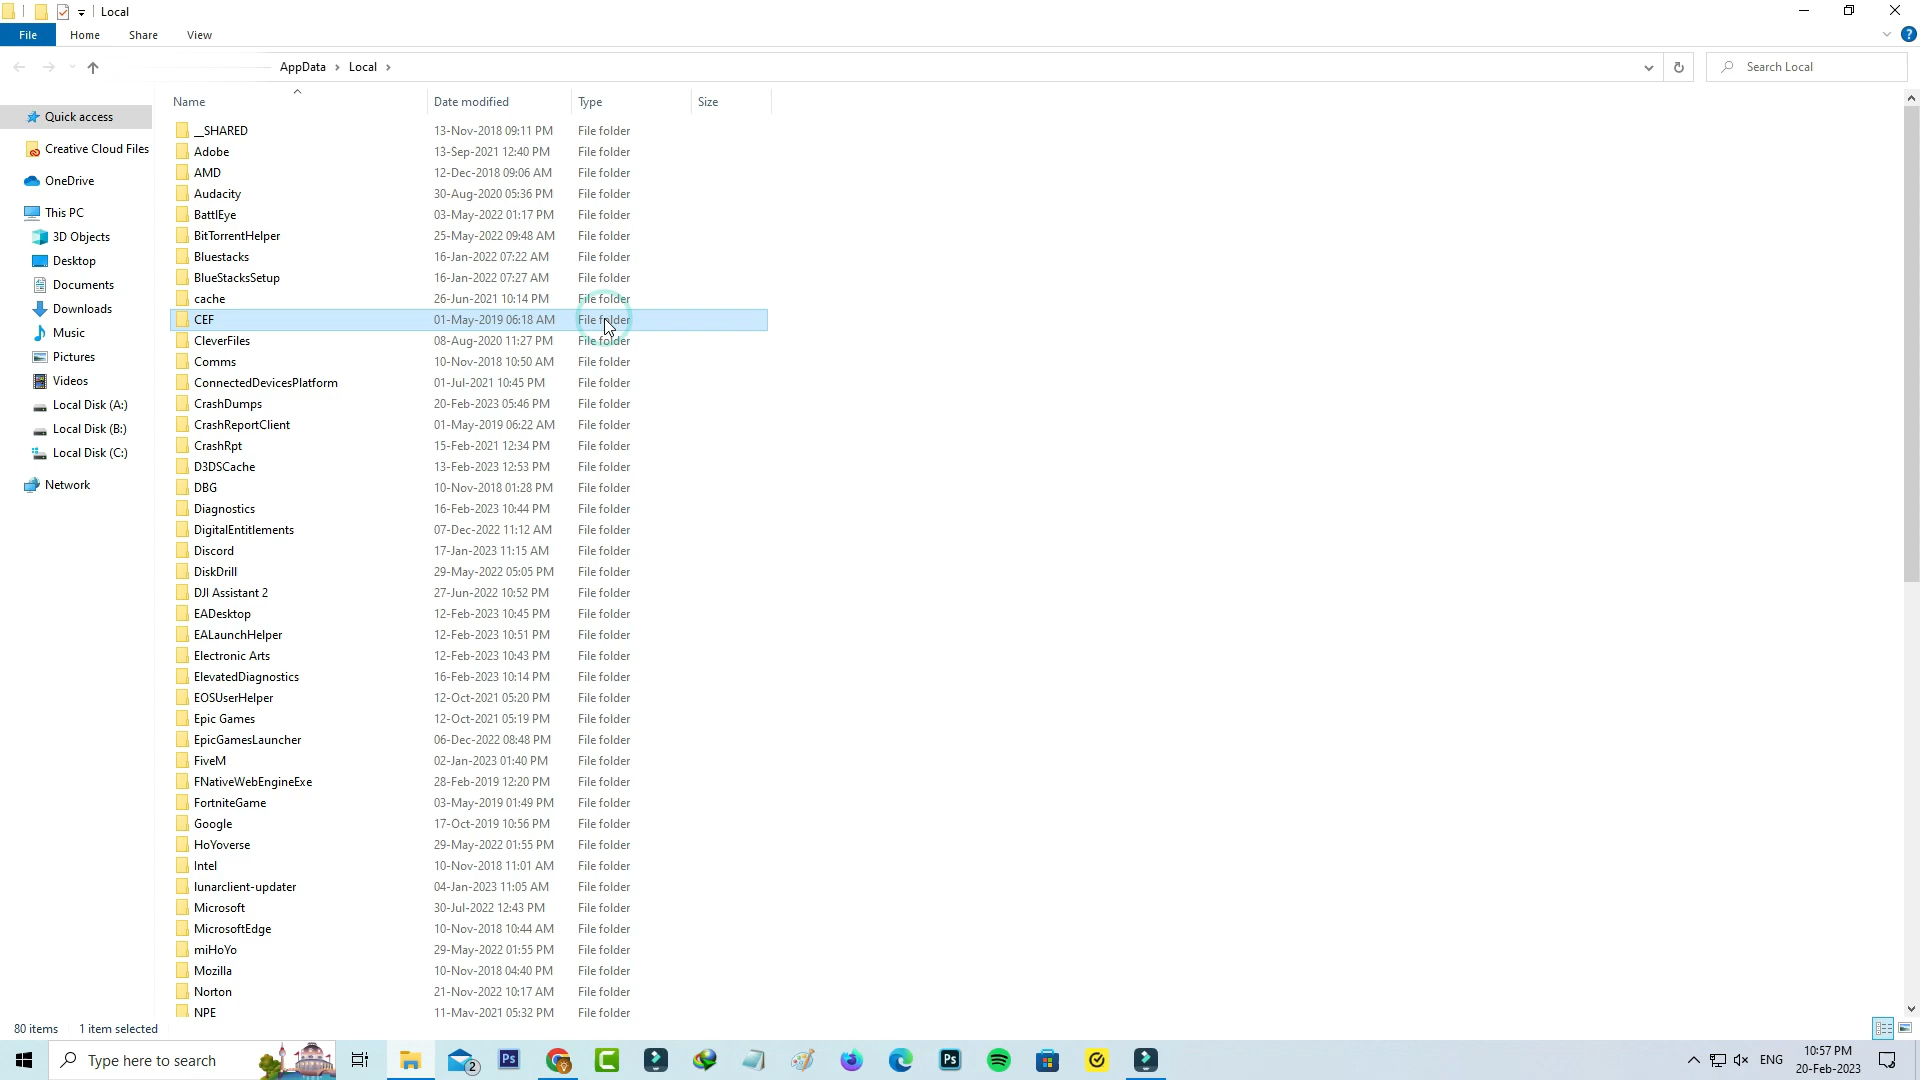 Local
File Home Share View
AppData Local
Search Local
Name Date modified Type Size
Quick access
Creative Cloud Files
OneDrive
This PC
3D Objects
Desktop
Documents
Downloads
Music
Pictures
Videos
Local Disk (A:)
Local Disk (B:)
Local Disk (C:)
Network
__SHARED 13-Nov-2018 09:11 PM File folder
Adobe 13-Sep-2021 12:40 PM File folder
AMD 12-Dec-2018 09:06 AM File folder
Audacity 30-Aug-2020 05:36 PM File folder
BattlEye 03-May-2022 01:17 PM File folder
BitTorrentHelper 25-May-2022 09:48 AM File folder
Bluestacks 16-Jan-2022 07:22 AM File folder
BlueStacksSetup 16-Jan-2022 07:27 AM File folder
cache 26-Jun-2021 10:14 PM File folder
CEF 01-May-2019 06:18 AM File folder
CleverFiles 08-Aug-2020 11:27 PM File folder
Comms 10-Nov-2018 10:50 AM File folder
ConnectedDevicesPlatform 01-Jul-2021 10:45 PM File folder
CrashDumps 20-Feb-2023 05:46 PM File folder
CrashReportClient 01-May-2019 06:22 AM File folder
CrashRpt 15-Feb-2021 12:34 PM File folder
D3DSCache 13-Feb-2023 12:53 PM File folder
DBG 10-Nov-2018 01:28 PM File folder
Diagnostics 16-Feb-2023 10:44 PM File folder
DigitalEntitlements 07-Dec-2022 11:12 AM File folder
Discord 17-Jan-2023 11:15 AM File folder
DiskDrill 29-May-2022 05:05 PM File folder
DJI Assistant 2 27-Jun-2022 10:52 PM File folder
EADesktop 12-Feb-2023 10:45 PM File folder
EALaunchHelper 12-Feb-2023 10:51 PM File folder
Electronic Arts 12-Feb-2023 10:43 PM File folder
ElevatedDiagnostics 16-Feb-2023 10:14 PM File folder
EOSUserHelper 12-Oct-2021 05:20 PM File folder
Epic Games 12-Oct-2021 05:19 PM File folder
EpicGamesLauncher 06-Dec-2022 08:48 PM File folder
FiveM 02-Jan-2023 01:40 PM File folder
FNativeWebEngineExe 28-Feb-2019 12:20 PM File folder
FortniteGame 03-May-2019 01:49 PM File folder
Google 17-Oct-2019 10:56 PM File folder
HoYoverse 29-May-2022 01:55 PM File folder
Intel 10-Nov-2018 11:01 AM File folder
lunarclient-updater 04-Jan-2023 11:05 AM File folder
Microsoft 30-Jul-2022 12:43 PM File folder
MicrosoftEdge 10-Nov-2018 10:44 AM File folder
miHoYo 29-May-2022 01:55 PM File folder
Mozilla 10-Nov-2018 04:40 PM File folder
Norton 21-Nov-2022 10:17 AM File folder
NPE 11-May-2021 05:32 PM File folder
80 items 1 item selected
Type here to search
2
Ps
Ps
ENG
10:57 PM
20-Feb-2023